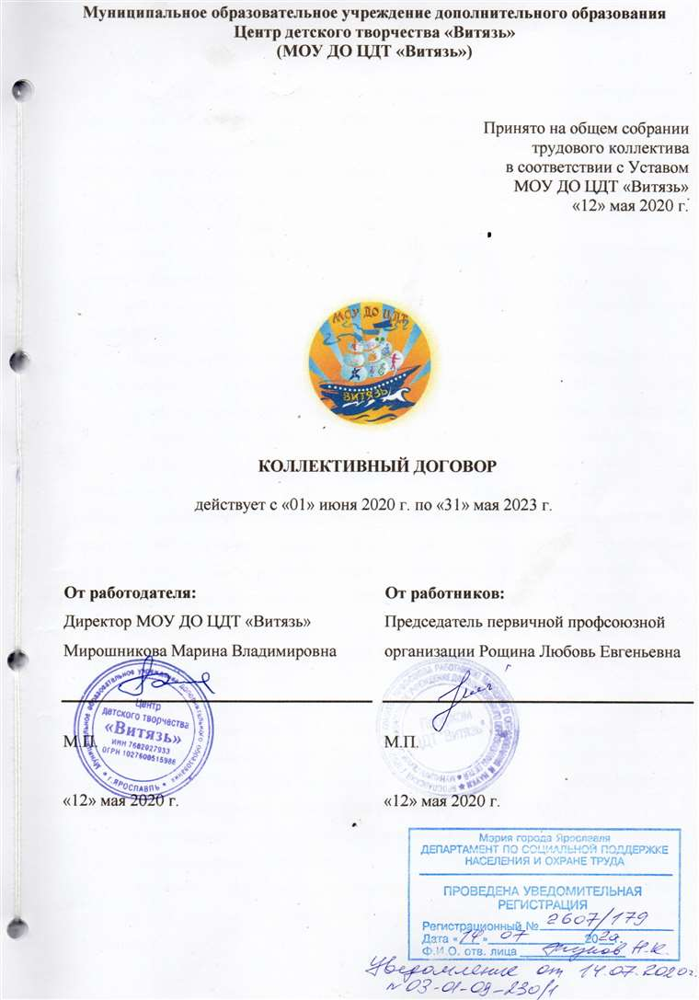 Муниципальное образовательное учреждение дополнительного образования
Центр детского творчества «Витязь»
(МОУ ДО ЦДТ «Витязь»)
Принято на общем собрании
трудового коллектива
в соответствии с Уставом
МОУ ДО ЦДТ «Витязь»
«12» мая 2020 г.
МОУ ДО ЦДТ
ВИТЯЗЬ
КОЛЛЕКТИВНЫЙ ДОГОВОР
действует с «01» июня 2020 г. по «31» мая 2023 г.
От работодателя:
Директор МОУ ДО ЦДТ «Витязь»
Мирошникова Марина Владимировна
Муниципальное образовательное учреждение дополнительного образования
г. ЯРОСЛАВЛЬ
Центр
детского творчества
«Витязь»
ИНН
ОГРН
М.П.
«12» мая 2020 г.
От работников:
Председатель первичной профсоюзной
организации Рощина Любовь Евгеньевна
ЦДТ "Витязь"
М.П.
«12» мая 2020 г.
Мэрия города Ярославля
ДЕПАРТАМЕНТ ПО СОЦИАЛЬНОЙ ПОДДЕРЖКЕ
НАСЕЛЕНИЯ И ОХРАНЕ ТРУДА
ПРОВЕДЕНА УВЕДОМИТЕЛЬНАЯ
РЕГИСТРАЦИЯ
Регистрационный № 2607/179
Дата «14» 07 2020
Ф.И.О. отв. лица Н.К.
Уведомление от 14.07.2020г.
№ 03-01-09-230/1